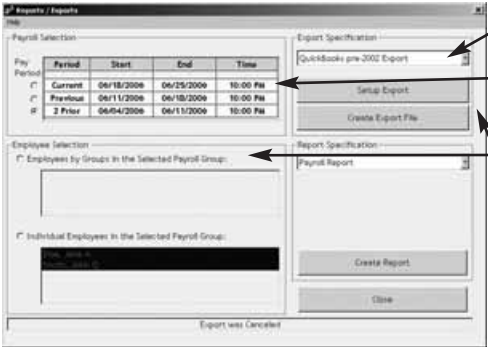 Reports / Exports
Help
Payroll Selection
Pay Period:
Period Start End Time
Current 06/18/2006 06/25/2006 10:00 PM
Previous 06/11/2006 06/18/2006 10:00 PM
2 Prior 06/04/2006 06/11/2006 10:00 PM
Export Specification
QuickBooks pre-2002 Export
Setup Export
Create Export File
Employee Selection
Employees by Groups in the Selected Payroll Group:
Individual Employees in the Selected Payroll Group:
Report Specification
Payroll Report
Create Report
Close
Export was Canceled